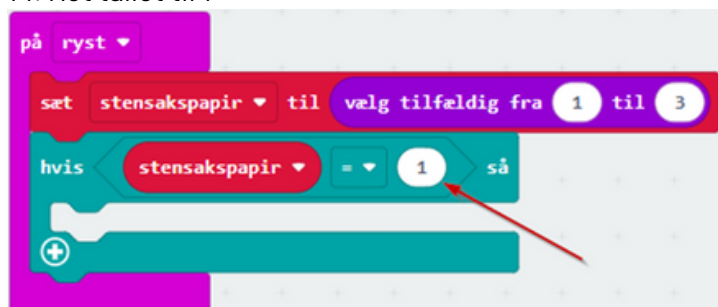 på ryst
sæt stensakspapir til vælg tilfældig fra 1 til 3
hvis stensakspapir = 1 så